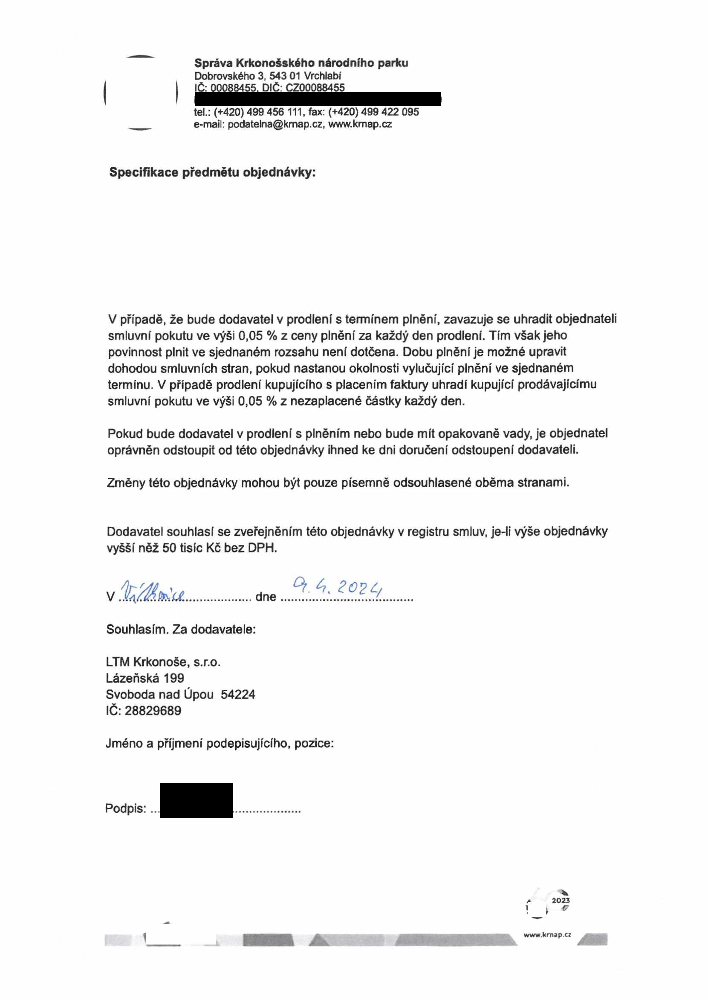 Správa Krkonošského národního parku
Dobrovského 3, 543 01 Vrchlabí
IČ: 00088455, DIČ: CZ00088455
tel.: (+420) 499 456 111, fax: (+420) 499 422 095
e-mail: podatelna@krnap.cz, www.krnap.cz
Specifikace předmětu objednávky:
V případě, že bude dodavatel v prodlení s termínem plnění, zavazuje se uhradit objednateli
smluvní pokutu ve výši 0,05 % z ceny plnění za každý den prodlení. Tím však jeho
povinnost plnit ve sjednaném rozsahu není dotčena. Dobu plnění je možné upravit
dohodou smluvních stran, pokud nastanou okolnosti vylučující plnění ve sjednaném
termínu. V případě prodlení kupujícího s placením faktury uhradí kupující prodávajícímu
smluvní pokutu ve výši 0,05 % z nezaplacené částky každý den.
Pokud bude dodavatel v prodlení s plněním nebo bude mít opakovaně vady, je objednatel
oprávněn odstoupit od této objednávky ihned ke dni doručení odstoupení dodavateli.
Změny této objednávky mohou být pouze písemně odsouhlasené oběma stranami.
Dodavatel souhlasí se zveřejněním této objednávky v registru smluv, je-li výše objednávky
vyšší něž 50 tisíc Kč bez DPH.
V ........ dne 9. 4. 2024
Souhlasím. Za dodavatele:
LTM Krkonoše, s.r.o.
Lázeňská 199
Svoboda nad Úpou 54224
IČ: 28829689
Jméno a příjmení podepisujícího, pozice:
Podpis: ........
2023
www.krnap.cz